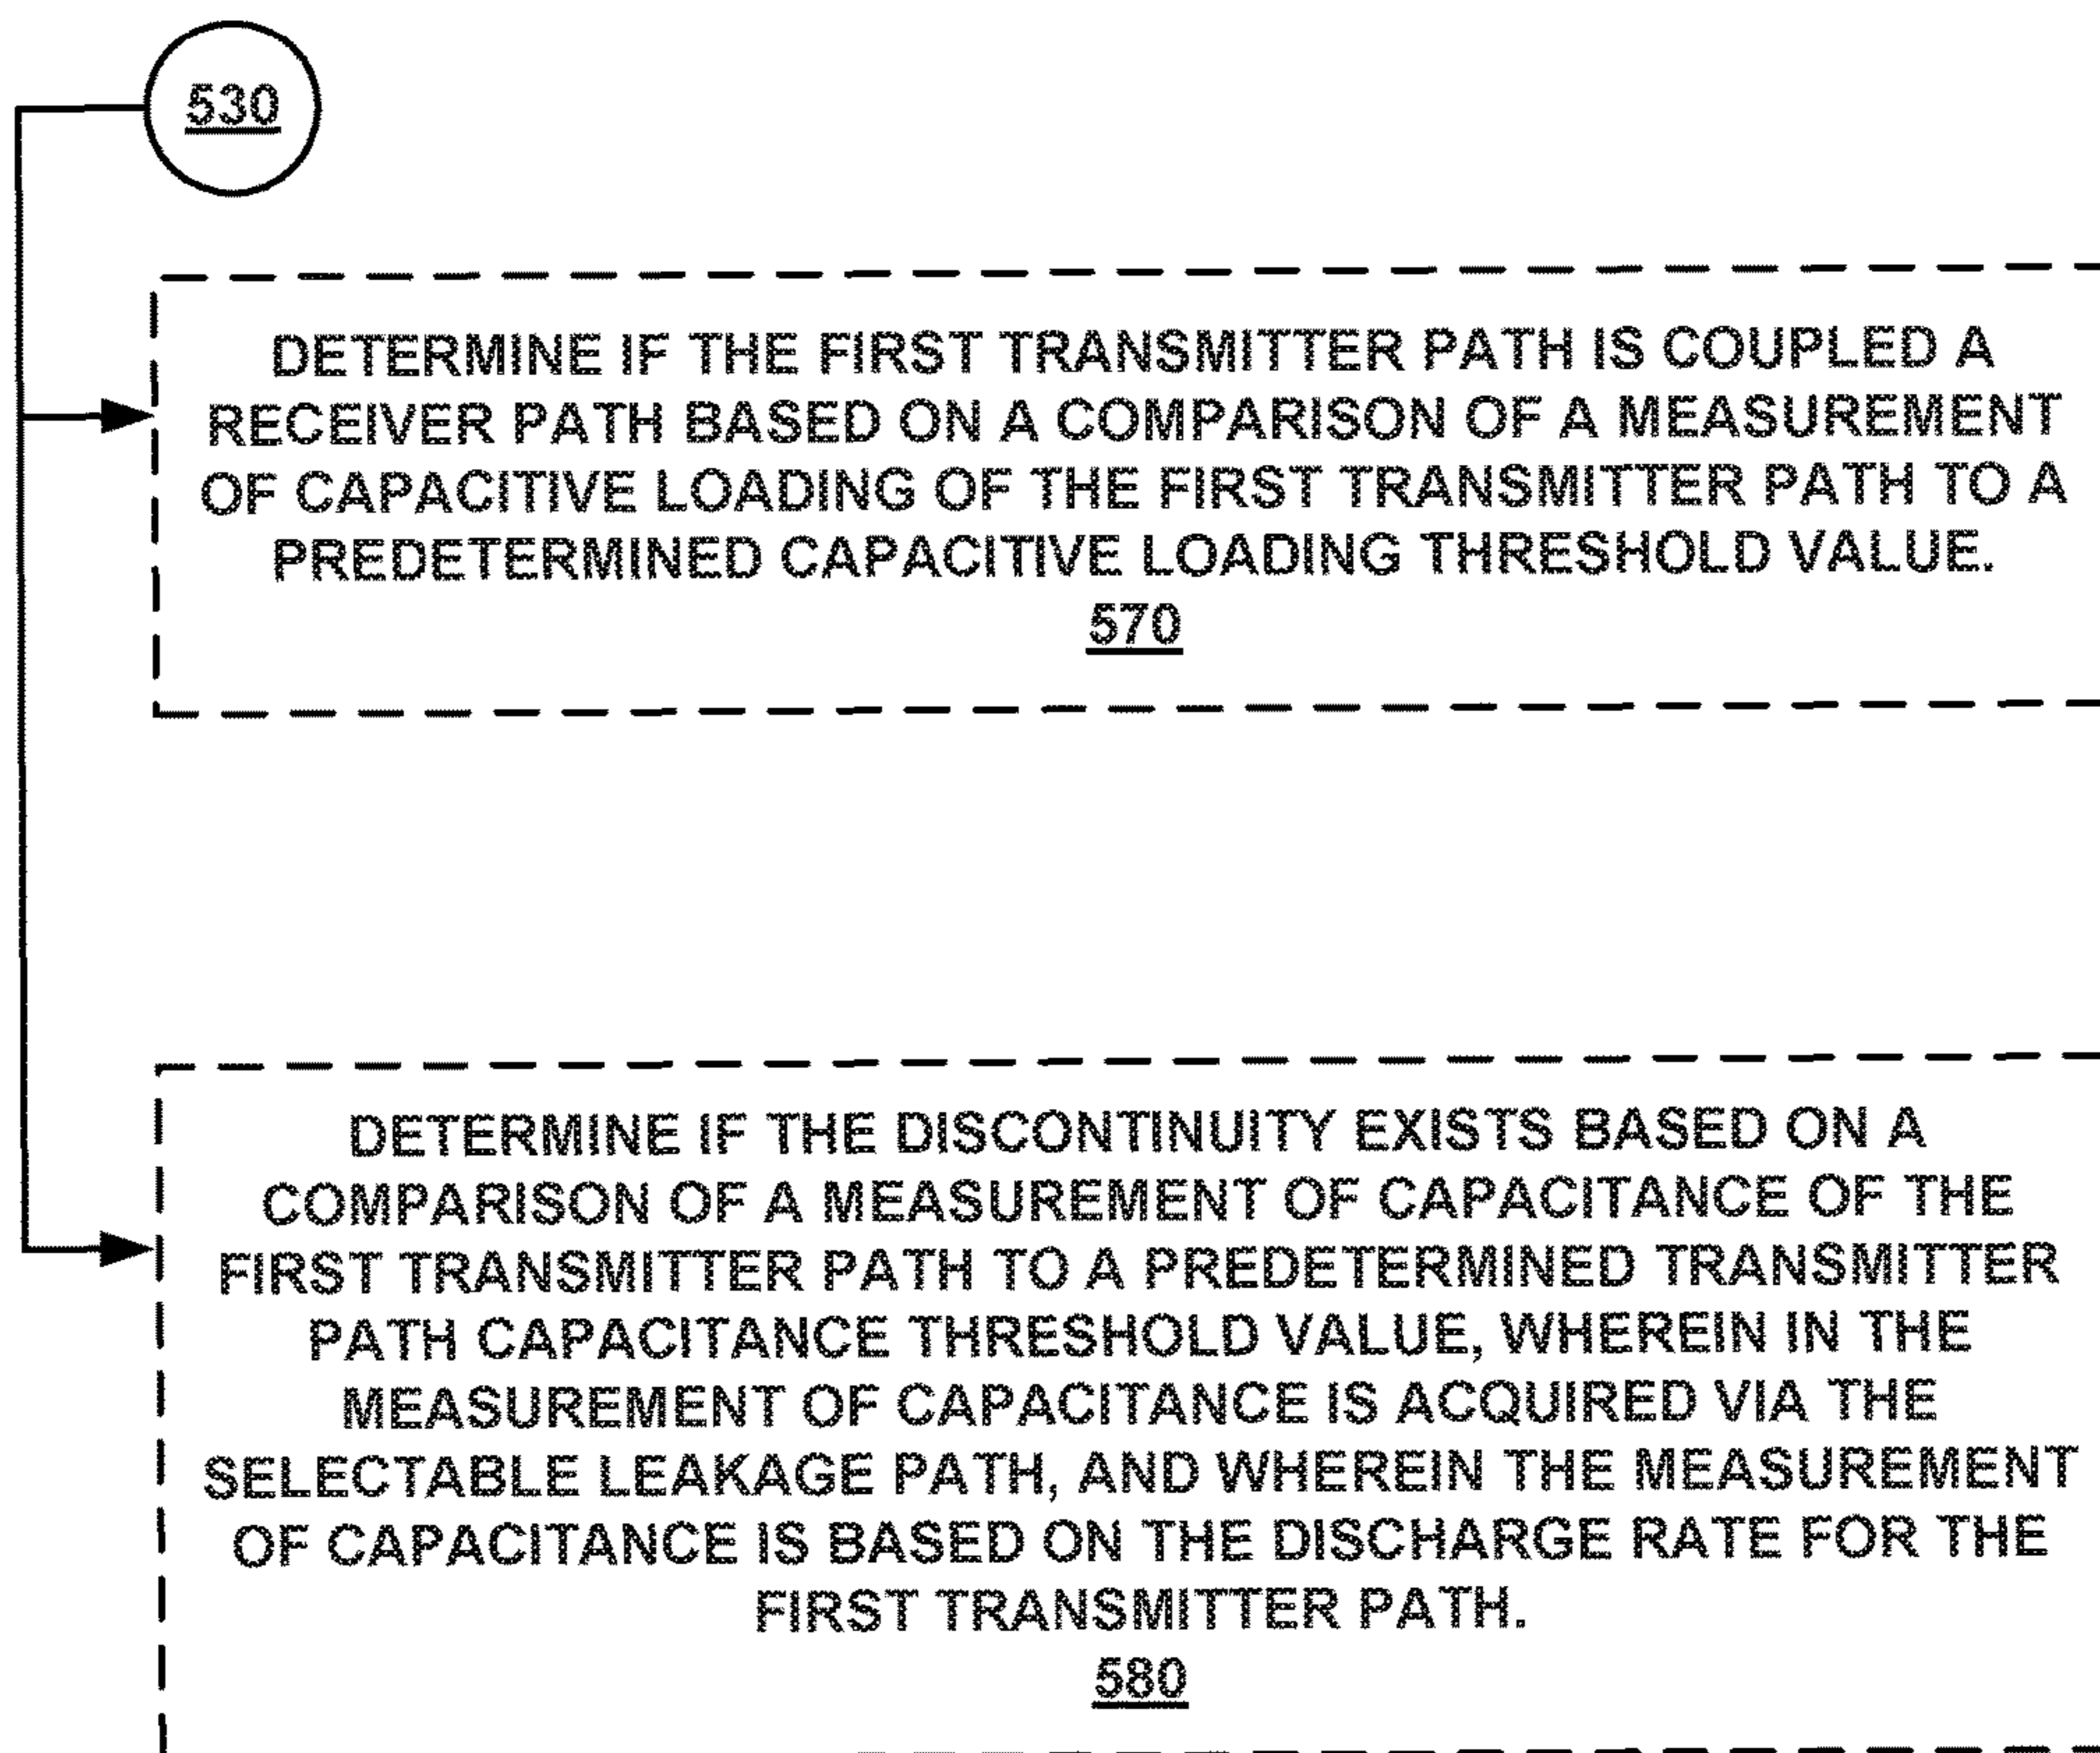 530
DETERMINE IF THE FIRST TRANSMITTER PATH IS COUPLED A
RECEIVER PATH BASED ON A COMPARISON OF A MEASUREMENT
OF CAPACITIVE LOADING OF THE FIRST TRANSMITTER PATH TO A
PREDETERMINED CAPACITIVE LOADING THRESHOLD VALUE.
570
DETERMINE IF THE DISCONTINUITY EXISTS BASED ON A
COMPARISON OF A MEASUREMENT OF CAPACITANCE OF THE
FIRST TRANSMITTER PATH TO A PREDETERMINED TRANSMITTER
PATH CAPACITANCE THRESHOLD VALUE, WHEREIN IN THE
MEASUREMENT OF CAPACITANCE IS ACQUIRED VIA THE
SELECTABLE LEAKAGE PATH, AND WHEREIN THE MEASUREMENT
OF CAPACITANCE IS BASED ON THE DISCHARGE RATE FOR THE
FIRST TRANSMITTER PATH.
580